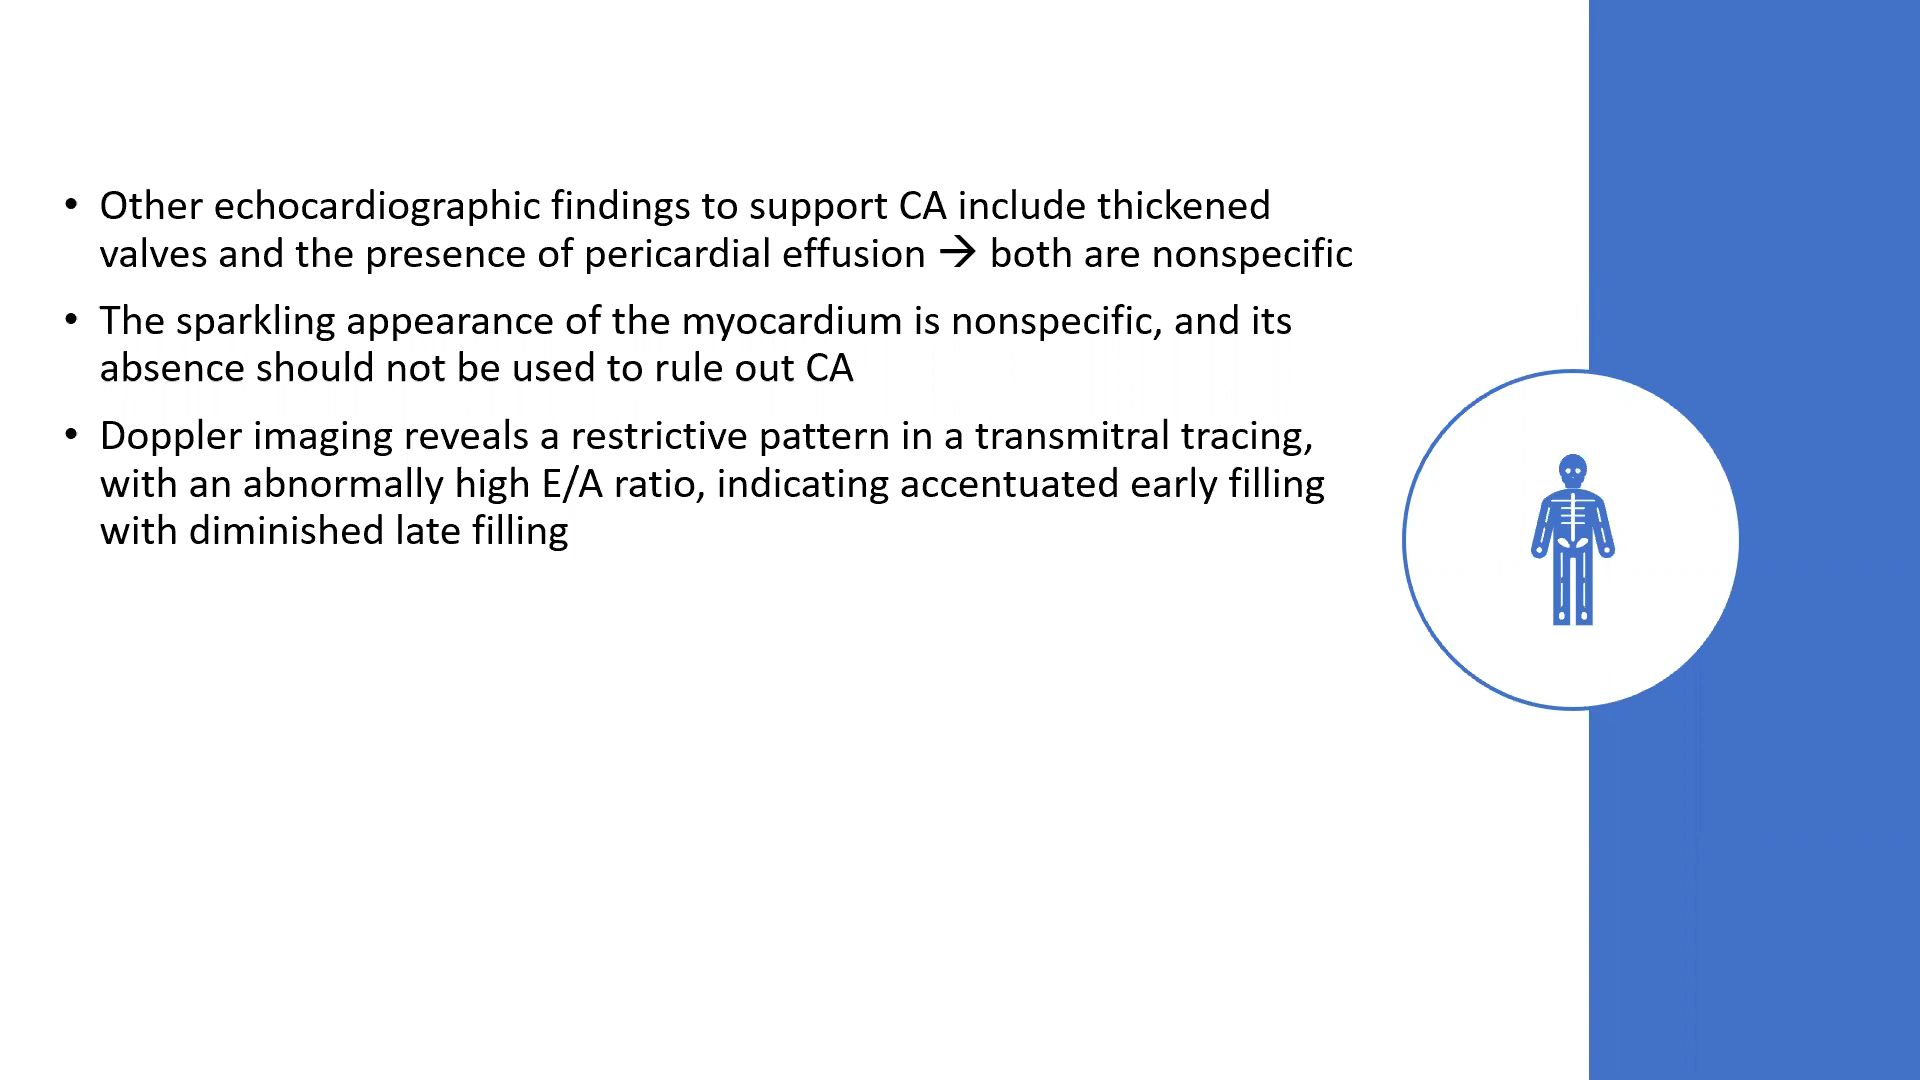 • Other echocardiographic findings to support CA include thickened
valves and the presence of pericardial effusion → both are nonspecific
• The sparkling appearance of the myocardium is nonspecific, and its
absence should not be used to rule out CA
• Doppler imaging reveals a restrictive pattern in a transmitral tracing,
with an abnormally high E/A ratio, indicating accentuated early filling
with diminished late filling